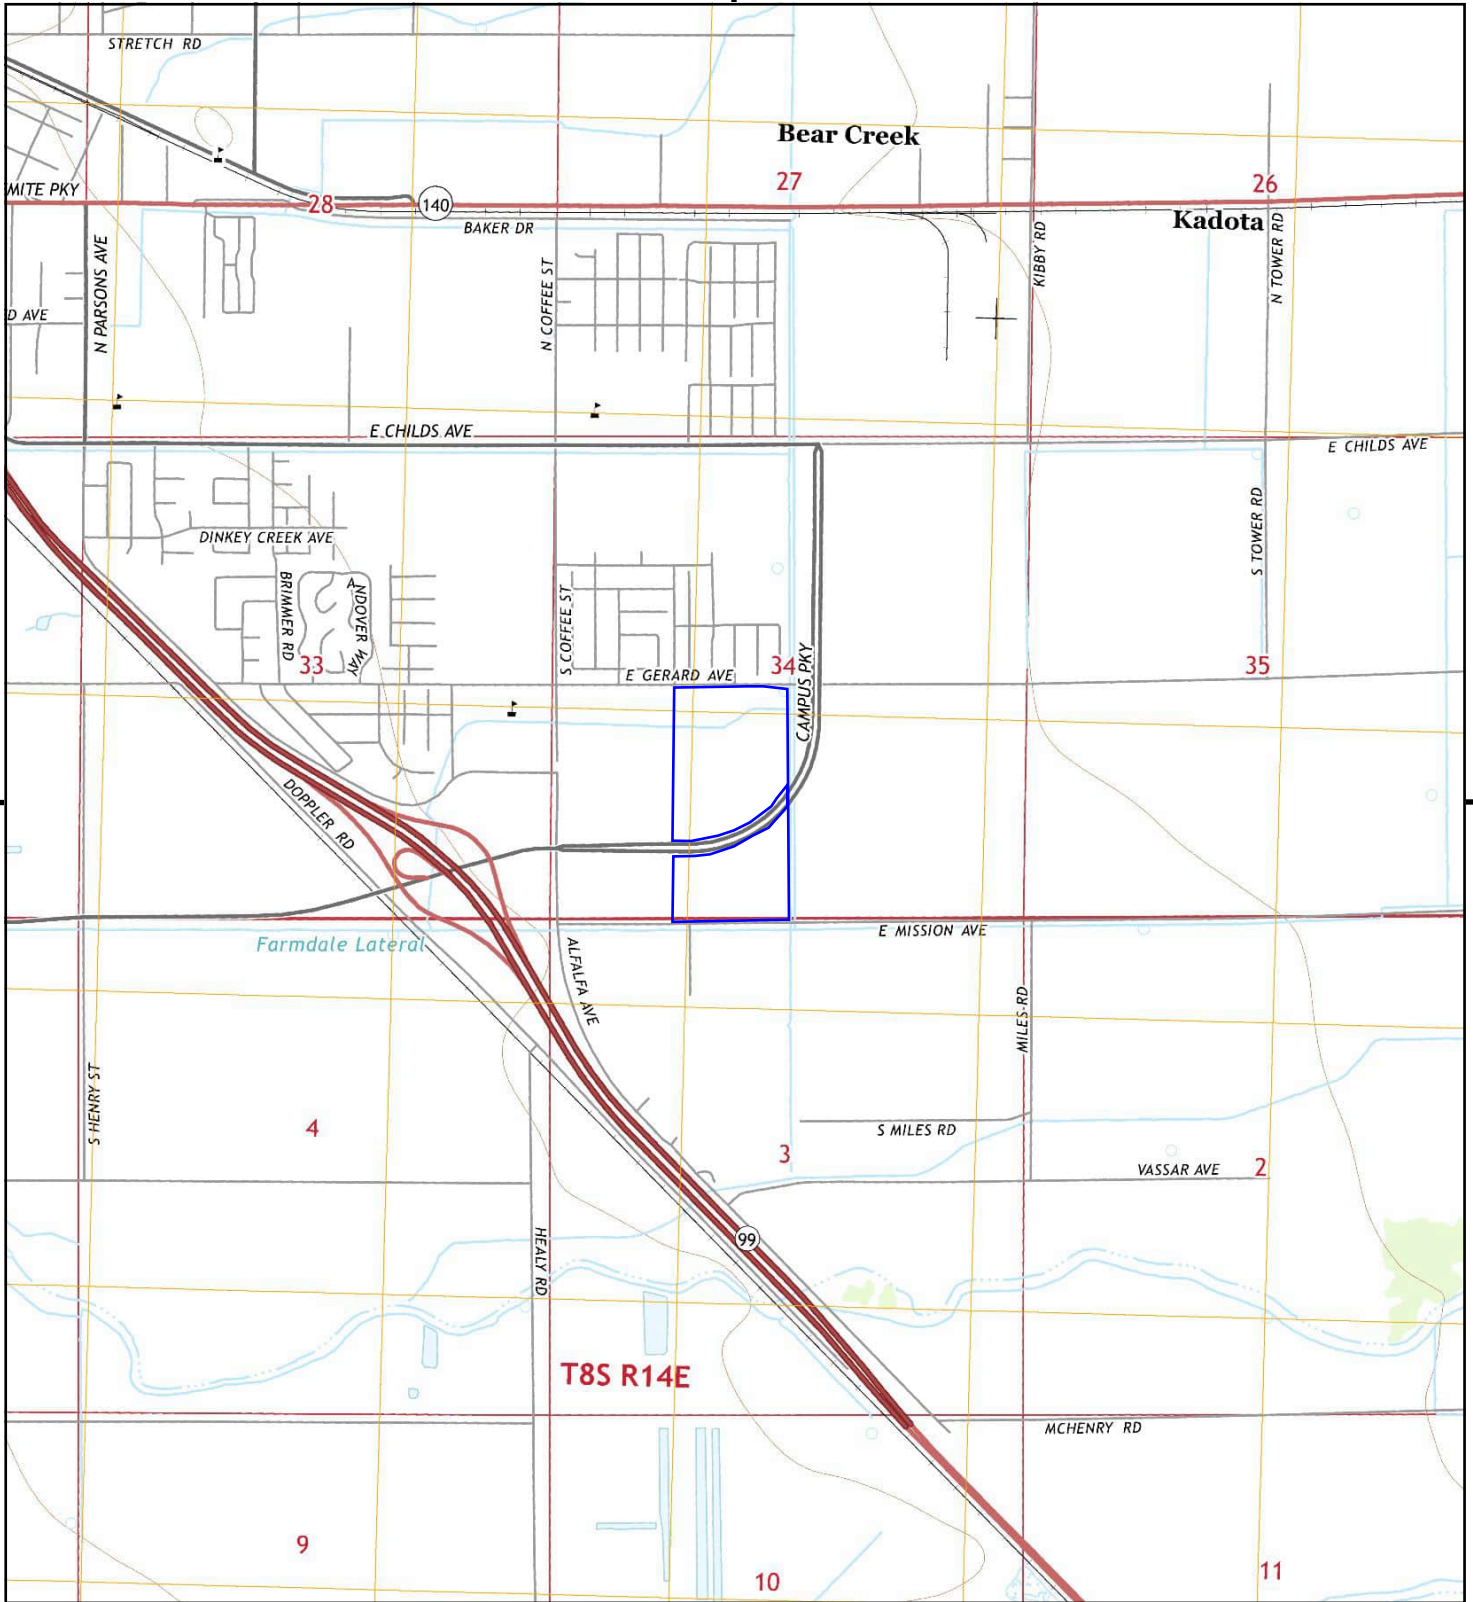 STRETCH RD
Bear Creek
27
26
MITE PKY
28
140
Kadota
BAKER DR
N PARSONS AVE
N COFFEE ST
KIBBY RD
N TOWER RD
D AVE
E CHILDS AVE
E CHILDS AVE
DINKEY CREEK AVE
S TOWER RD
BRIMMER RD
ANDOVER WAY
S COFFEE ST
33
E GERARD AVE
34
CAMPUS PKY
35
DOPPLER RD
Farmdale Lateral
E MISSION AVE
ALFALFA AVE
MILES RD
S HENRY ST
4
S MILES RD
3
VASSAR AVE
2
HEALY RD
99
T8S R14E
MCHENRY RD
9
10
11